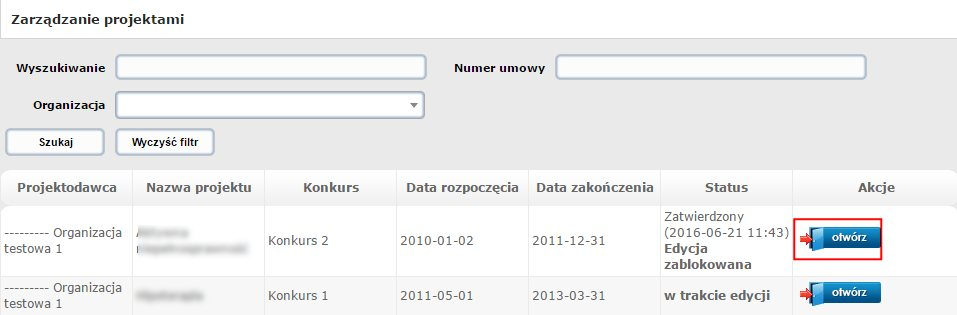 Zarządzanie projektami
Wyszukiwanie
Numer umowy
Organizacja
Szukaj Wyczyść filtr
Projektodawca Nazwa projektu Konkurs Data rozpoczęcia Data zakończenia Status Akcje
--------- Organizacja
testowa 1
Konkurs 2
2010-01-02
2011-12-31
Zatwierdzony
(2016-06-21 11:43)
Edycja
zablokowana
otwórz
--------- Organizacja
testowa 1
Konkurs 1
2011-05-01
2013-03-31
w trakcie edycji
otwórz